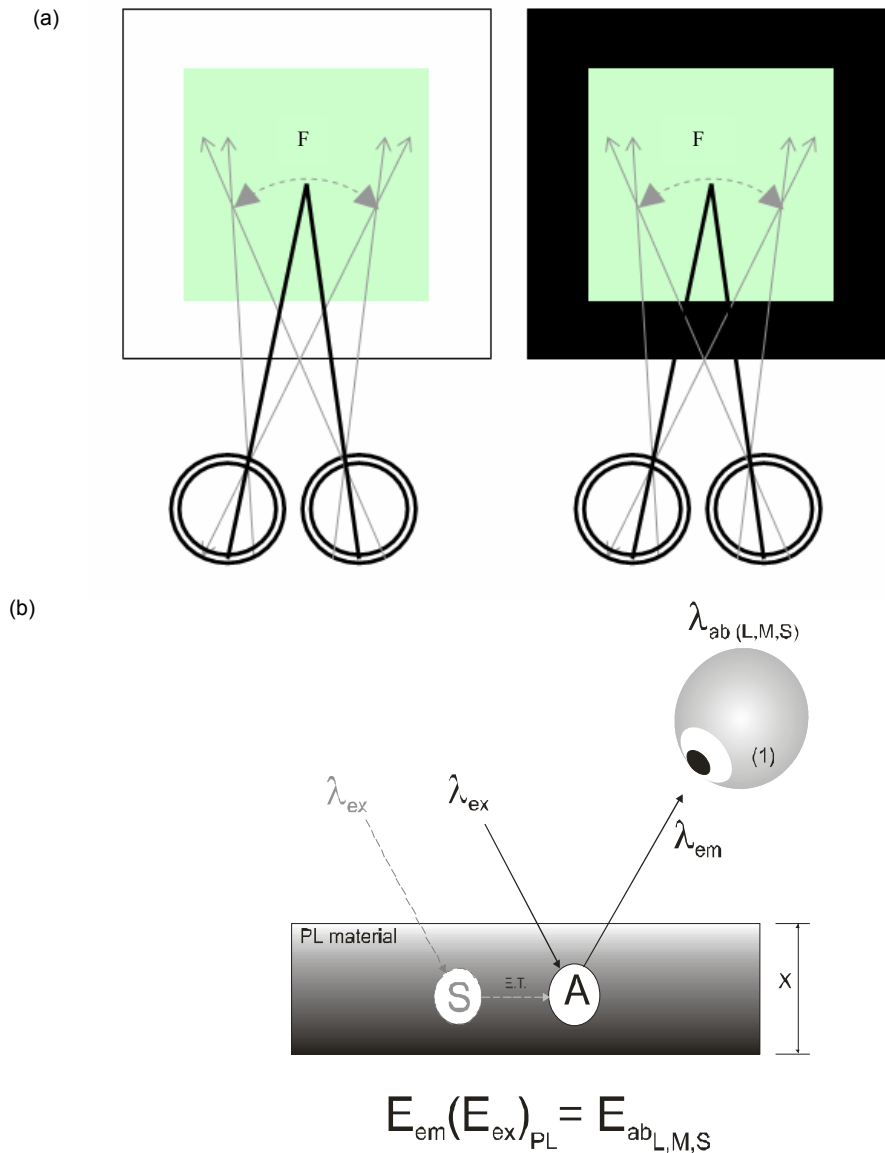 (a)
F
F
(b)
λab (L,M,S)
(1)
λex
λex
λem
PL material
S
E.T.
A
X
Eem(Eex)PL= EabL,M,S